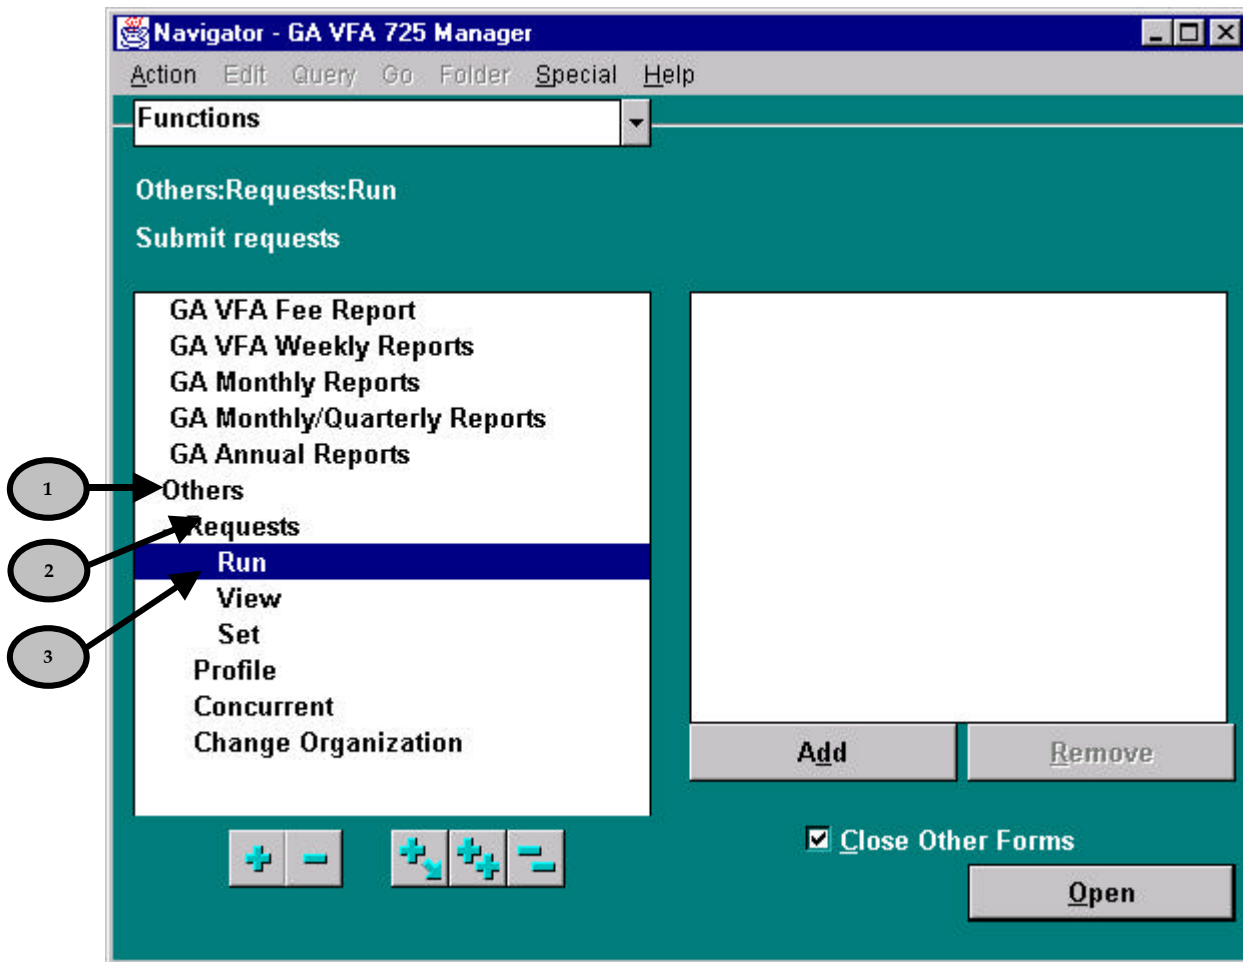 Navigator - GA VFA 725 Manager
Action Edit Query Go Folder Special Help
Functions
Others:Requests:Run
Submit requests
GA VFA Fee Report
GA VFA Weekly Reports
GA Monthly Reports
GA Monthly/Quarterly Reports
GA Annual Reports
1
Others
Requests
2
Run
View
3
Set
Profile
Concurrent
Change Organization
Add Remove
Close Other Forms
Open